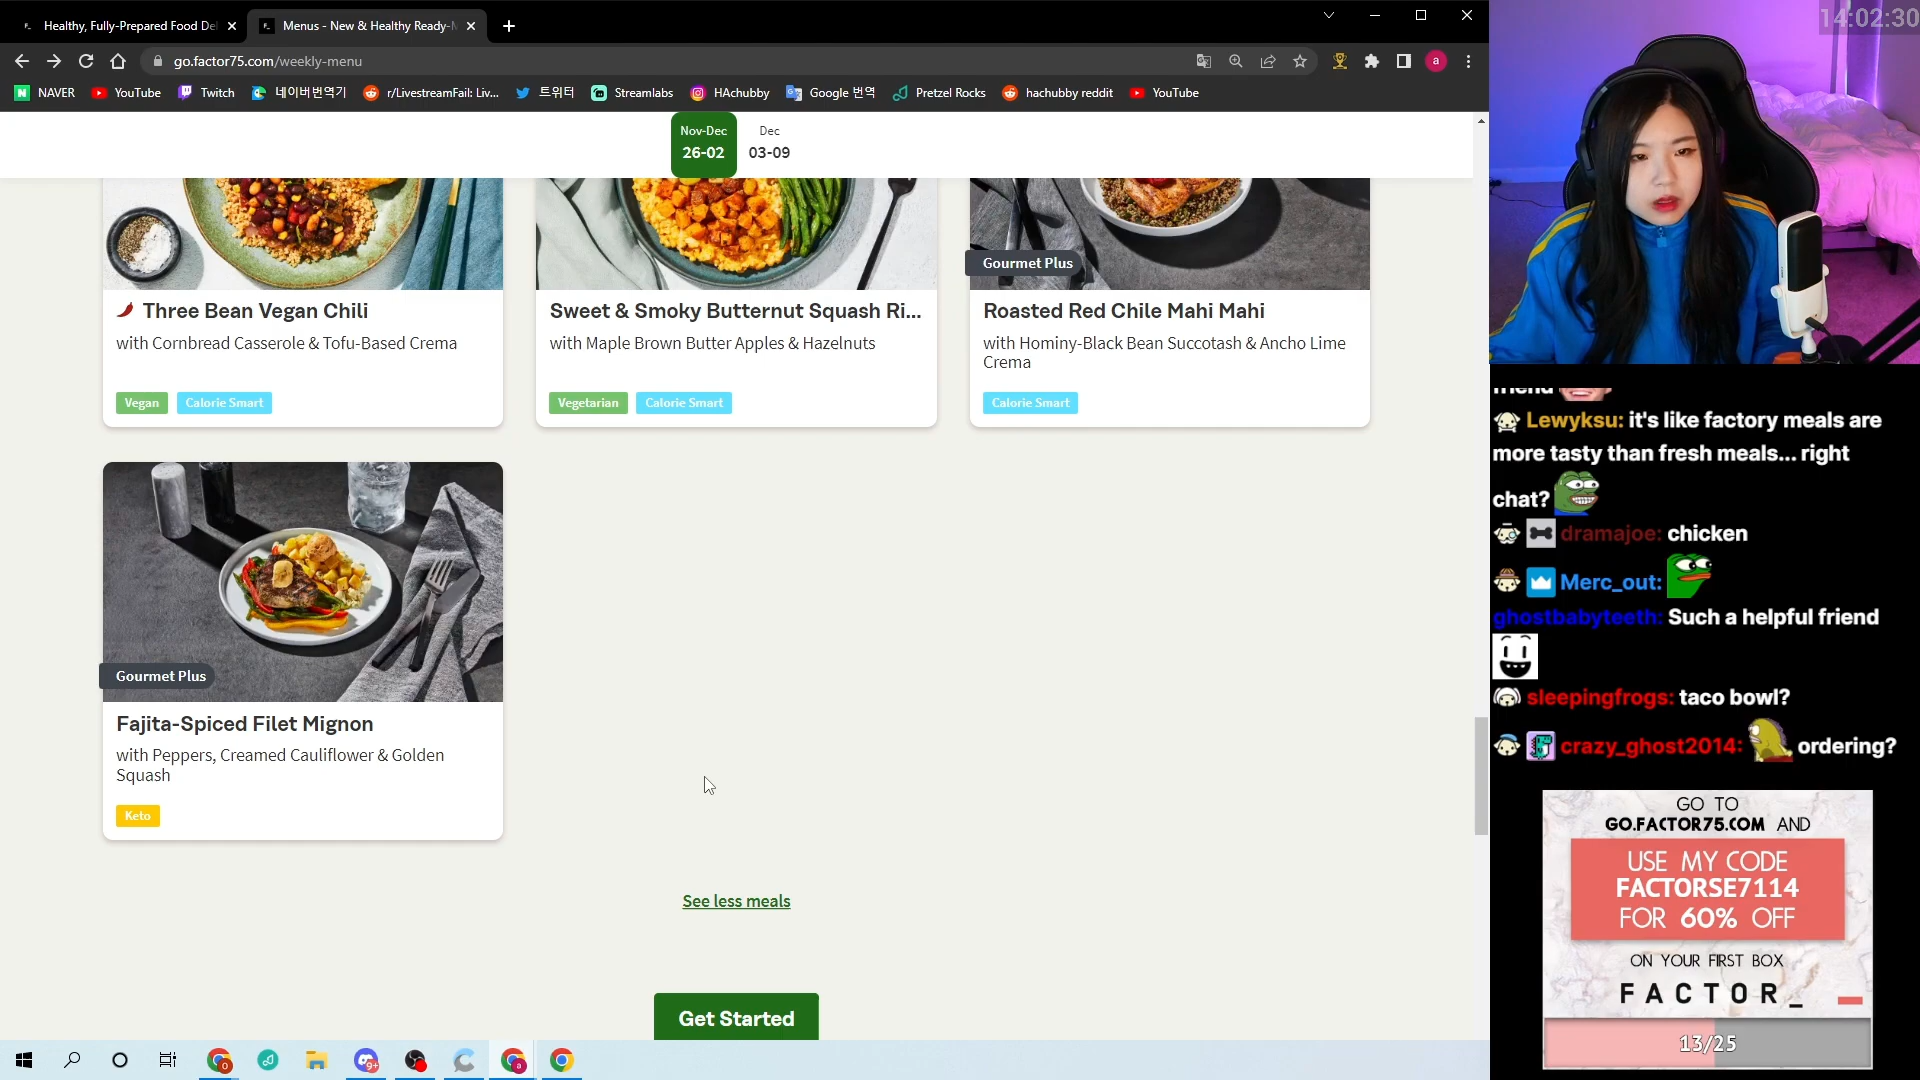 Healthy, Fully-Prepared Food De
Menus - New & Healthy Ready-M
14:02:30
go.factor75.com/weekly-menu
a
NAVER
YouTube
Twitch
네이버번역기
r/LivestreamFail: Liv...
트위터
Streamlabs
HAchubby
Google 번역
Pretzel Rocks
hachubby reddit
YouTube
Nov-Dec
26-02
Dec
03-09
Gourmet Plus
Three Bean Vegan Chili
with Cornbread Casserole & Tofu-Based Crema
Vegan
Calorie Smart
Sweet & Smoky Butternut Squash Ri...
with Maple Brown Butter Apples & Hazelnuts
Vegetarian
Calorie Smart
Roasted Red Chile Mahi Mahi
with Hominy-Black Bean Succotash & Ancho Lime
Crema
Calorie Smart
Gourmet Plus
Fajita-Spiced Filet Mignon
with Peppers, Creamed Cauliflower & Golden
Squash
Keto
See less meals
Get Started
friend
Lewyksu: it's like factory meals are
more tasty than fresh meals... right
chat?
dramajoe: chicken
Merc_out:
ghostbabyteeth: Such a helpful friend
sleepingfrogs: taco bowl?
crazy_ghost2014: ordering?
GO TO
GO.FACTOR75.COM AND
USE MY CODE
FACTORSE7114
FOR 60% OFF
ON YOUR FIRST BOX
FACTOR_
13/25
9+